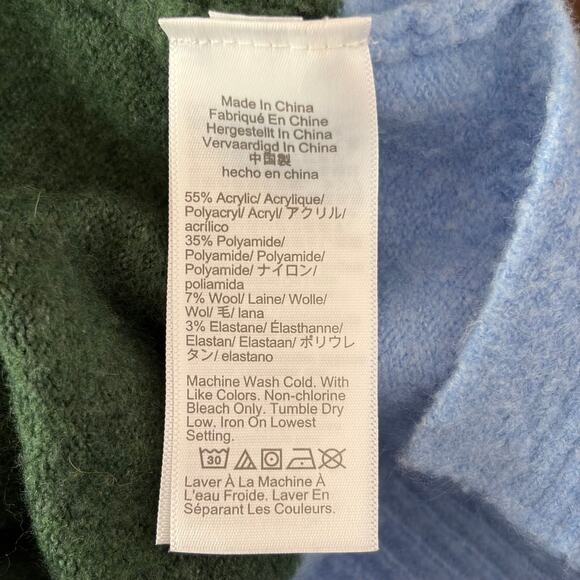 Made In China
Fabriqué En Chine
Hergestellt In China
Vervaardigd In China
中国製
hecho en china
55% Acrylic/ Acrylique/
Polyacryl/ Acryl/ アクリル/
acrílico
35% Polyamide/
Polyamide/ Polyamide/
Polyamide/ ナイロン/
poliamida
7% Wool/ Laine/ Wolle/
Wol/ 毛/ lana
3% Elastane/ Élasthanne/
Elastan/ Elastaan/ ポリウレ
タン/ elastano
Machine Wash Cold. With
Like Colors. Non-chlorine
Bleach Only. Tumble Dry
Low. Iron On Lowest
Setting.
30
Laver À La Machine À
L'eau Froide. Laver En
Séparant Les Couleurs.